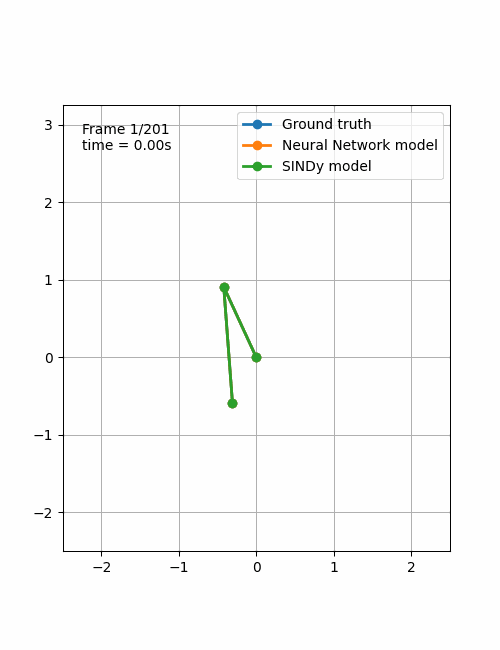 Frame 1/201
time = 0.00s
Ground truth
Neural Network model
SINDy model
3
2
1
0
−1
−2
−2
−1
0
1
2